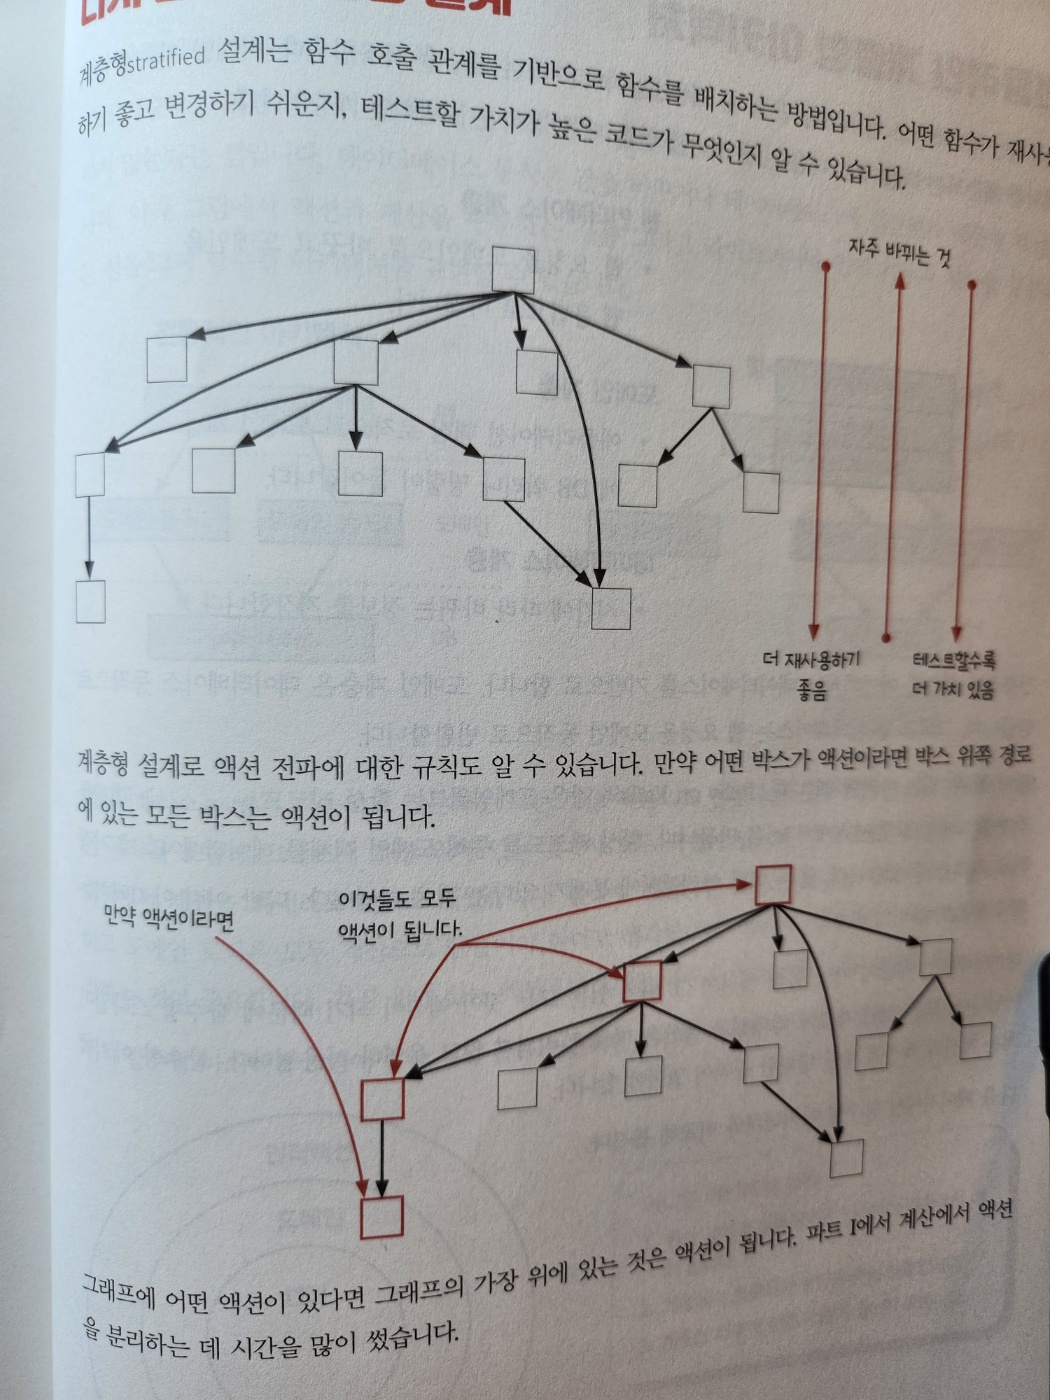 계층형stratified 설계는 함수 호출 관계를 기반으로 함수를 배치하는 방법입니다. 어떤 함수가 재사용
하기 좋고 변경하기 쉬운지, 테스트할 가치가 높은 코드가 무엇인지 알 수 있습니다.
자주 바뀌는 것
더 재사용하기
좋음
테스트할수록
더 가치 있음
계층형 설계로 액션 전파에 대한 규칙도 알 수 있습니다. 만약 어떤 박스가 액션이라면 박스 위쪽 경로
에 있는 모든 박스는 액션이 됩니다.
만약 액션이라면
이것들도 모두
액션이 됩니다.
그래프에 어떤 액션이 있다면 그래프의 가장 위에 있는 것은 액션이 됩니다. 파트 I에서 계산에서 액션
을 분리하는 데 시간을 많이 썼습니다.